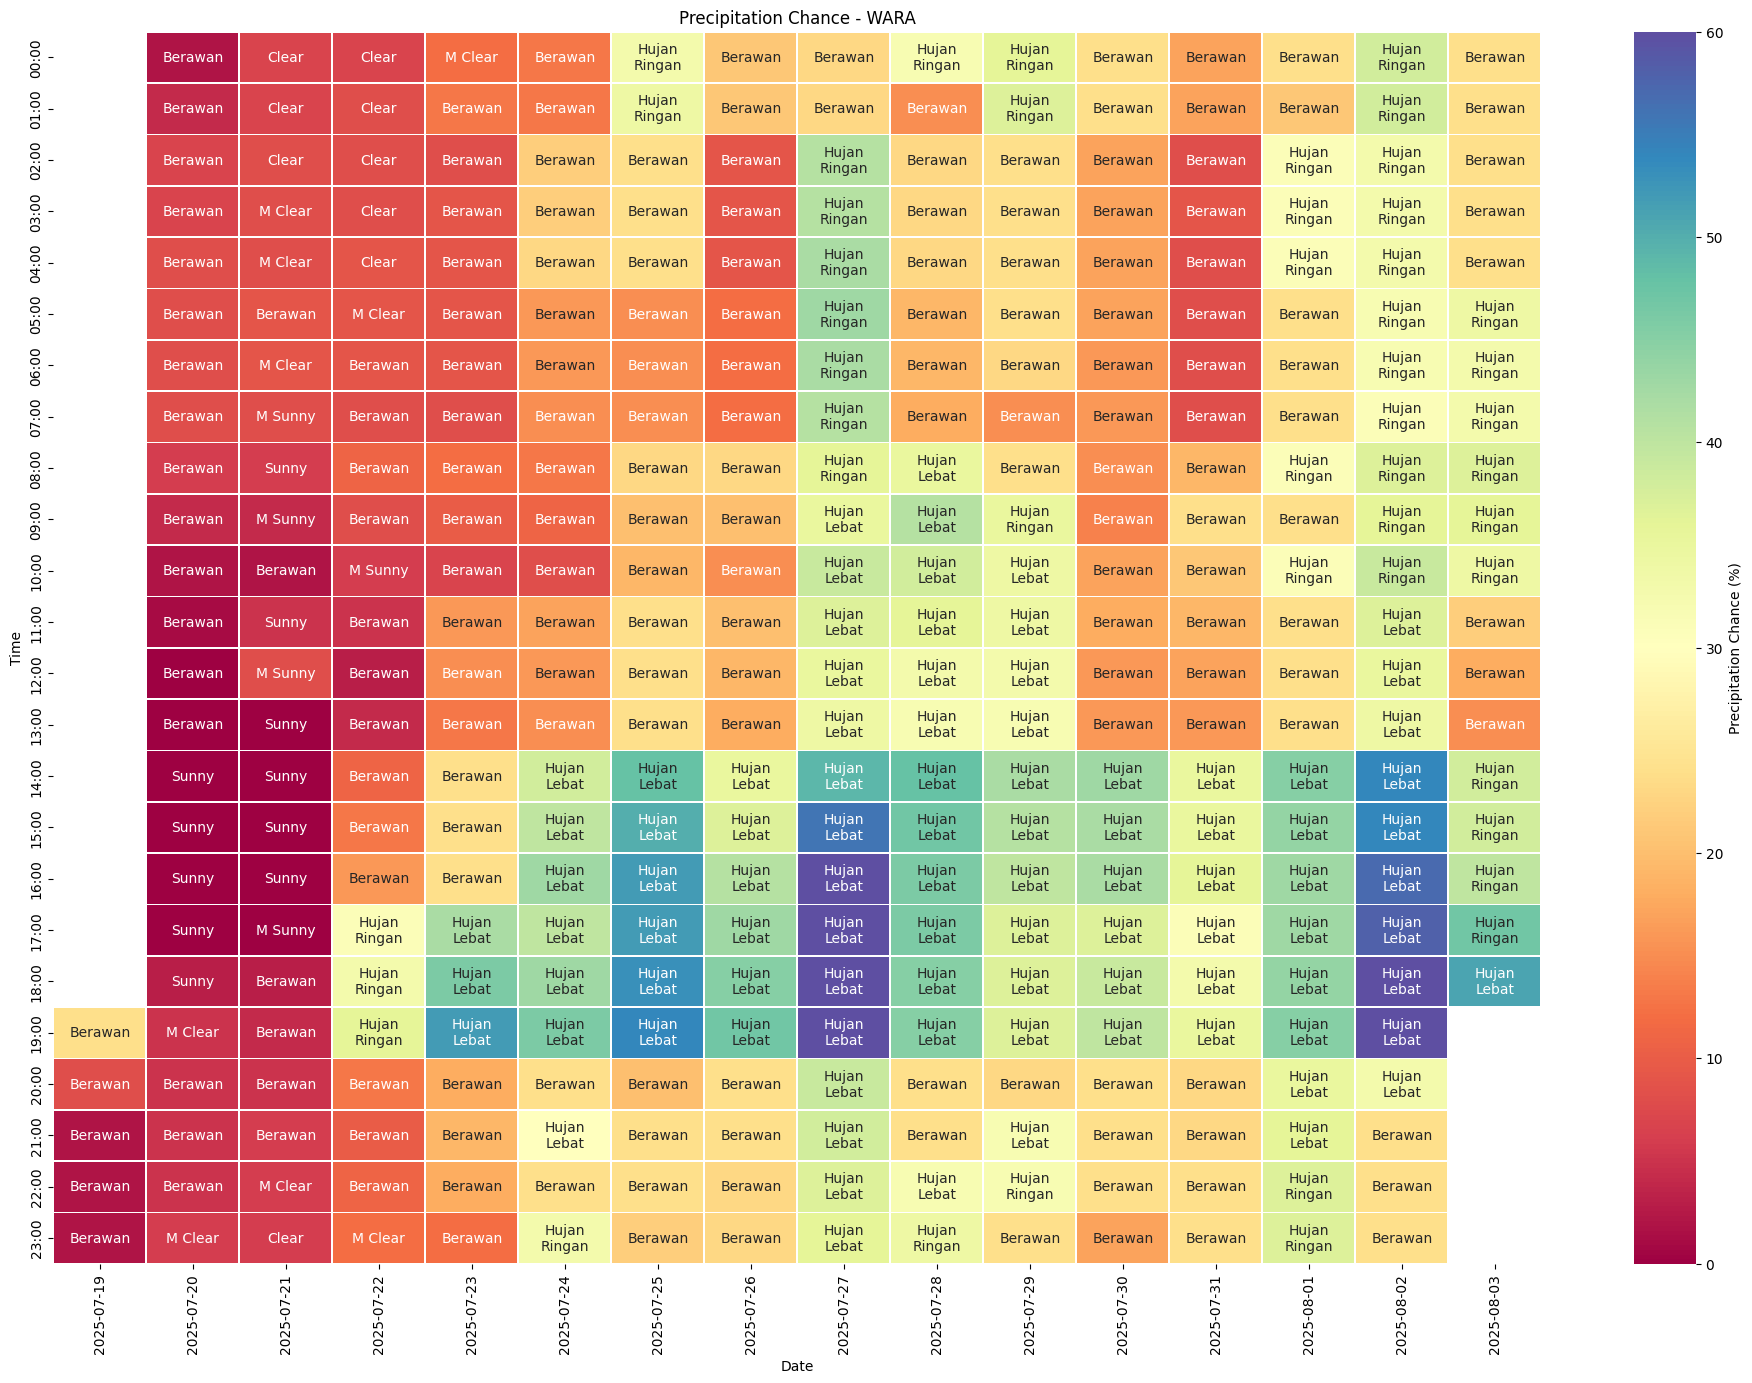 Precipitation Chance - WARA
00:00 Berawan Clear Clear M Clear Berawan Hujan Ringan Berawan Berawan Hujan Ringan Hujan Ringan Berawan Berawan Berawan Hujan Ringan Berawan
01:00 Berawan Clear Clear Berawan Berawan Hujan Ringan Berawan Berawan Berawan Hujan Ringan Berawan Berawan Berawan Hujan Ringan Berawan
02:00 Berawan Clear Clear Berawan Berawan Berawan Berawan Hujan Ringan Berawan Berawan Berawan Berawan Hujan Ringan Hujan Ringan Berawan
03:00 Berawan M Clear Clear Berawan Berawan Berawan Berawan Hujan Ringan Berawan Berawan Berawan Berawan Hujan Ringan Hujan Ringan Berawan
04:00 Berawan M Clear Clear Berawan Berawan Berawan Berawan Hujan Ringan Berawan Berawan Berawan Berawan Hujan Ringan Hujan Ringan Berawan
05:00 Berawan Berawan M Clear Berawan Berawan Berawan Berawan Hujan Ringan Berawan Berawan Berawan Berawan Berawan Hujan Ringan Hujan Ringan
06:00 Berawan M Clear Berawan Berawan Berawan Berawan Berawan Hujan Ringan Berawan Berawan Berawan Berawan Berawan Hujan Ringan Hujan Ringan
07:00 Berawan M Sunny Berawan Berawan Berawan Berawan Berawan Hujan Ringan Berawan Berawan Berawan Berawan Berawan Hujan Ringan Hujan Ringan
08:00 Berawan Sunny Berawan Berawan Berawan Berawan Berawan Hujan Ringan Hujan Lebat Berawan Berawan Berawan Hujan Ringan Hujan Ringan Hujan Ringan
09:00 Berawan M Sunny Berawan Berawan Berawan Berawan Berawan Hujan Lebat Hujan Lebat Hujan Ringan Berawan Berawan Berawan Hujan Ringan Hujan Ringan
10:00 Berawan Berawan M Sunny Berawan Berawan Berawan Berawan Hujan Lebat Hujan Lebat Hujan Lebat Berawan Berawan Hujan Ringan Hujan Ringan Hujan Ringan
11:00 Berawan Sunny Berawan Berawan Berawan Berawan Berawan Hujan Lebat Hujan Lebat Hujan Lebat Berawan Berawan Berawan Hujan Lebat Berawan
12:00 Berawan M Sunny Berawan Berawan Berawan Berawan Berawan Hujan Lebat Hujan Lebat Hujan Lebat Berawan Berawan Berawan Hujan Lebat Berawan
13:00 Berawan Sunny Berawan Berawan Berawan Berawan Berawan Hujan Lebat Hujan Lebat Hujan Lebat Berawan Berawan Berawan Hujan Lebat Berawan
14:00 Sunny Sunny Berawan Berawan Hujan Lebat Hujan Lebat Hujan Lebat Hujan Lebat Hujan Lebat Hujan Lebat Hujan Lebat Hujan Lebat Hujan Lebat Hujan Lebat Hujan Ringan
15:00 Sunny Sunny Berawan Berawan Hujan Lebat Hujan Lebat Hujan Lebat Hujan Lebat Hujan Lebat Hujan Lebat Hujan Lebat Hujan Lebat Hujan Lebat Hujan Lebat Hujan Ringan
16:00 Sunny Sunny Berawan Berawan Hujan Lebat Hujan Lebat Hujan Lebat Hujan Lebat Hujan Lebat Hujan Lebat Hujan Lebat Hujan Lebat Hujan Lebat Hujan Lebat Hujan Ringan
17:00 Sunny M Sunny Hujan Ringan Hujan Lebat Hujan Lebat Hujan Lebat Hujan Lebat Hujan Lebat Hujan Lebat Hujan Lebat Hujan Lebat Hujan Lebat Hujan Lebat Hujan Lebat Hujan Ringan
18:00 Sunny Berawan Hujan Ringan Hujan Lebat Hujan Lebat Hujan Lebat Hujan Lebat Hujan Lebat Hujan Lebat Hujan Lebat Hujan Lebat Hujan Lebat Hujan Lebat Hujan Lebat Hujan Lebat
19:00 Berawan M Clear Berawan Hujan Ringan Hujan Lebat Hujan Lebat Hujan Lebat Hujan Lebat Hujan Lebat Hujan Lebat Hujan Lebat Hujan Lebat Hujan Lebat Hujan Lebat Hujan Lebat
20:00 Berawan Berawan Berawan Berawan Berawan Berawan Berawan Berawan Hujan Lebat Berawan Berawan Berawan Berawan Hujan Lebat Hujan Lebat
21:00 Berawan Berawan Berawan Berawan Berawan Hujan Lebat Berawan Berawan Hujan Lebat Berawan Hujan Lebat Berawan Berawan Hujan Lebat Berawan
22:00 Berawan Berawan M Clear Berawan Berawan Berawan Berawan Berawan Hujan Lebat Hujan Lebat Hujan Ringan Berawan Berawan Hujan Ringan Berawan
23:00 Berawan M Clear Clear M Clear Berawan Hujan Ringan Berawan Berawan Hujan Lebat Hujan Ringan Berawan Berawan Berawan Hujan Ringan Berawan
Time
2025-07-19 2025-07-20 2025-07-21 2025-07-22 2025-07-23 2025-07-24 2025-07-25 2025-07-26 2025-07-27 2025-07-28 2025-07-29 2025-07-30 2025-07-31 2025-08-01 2025-08-02 2025-08-03
Date
60
50
40
30
20
10
0
Precipitation Chance (%)